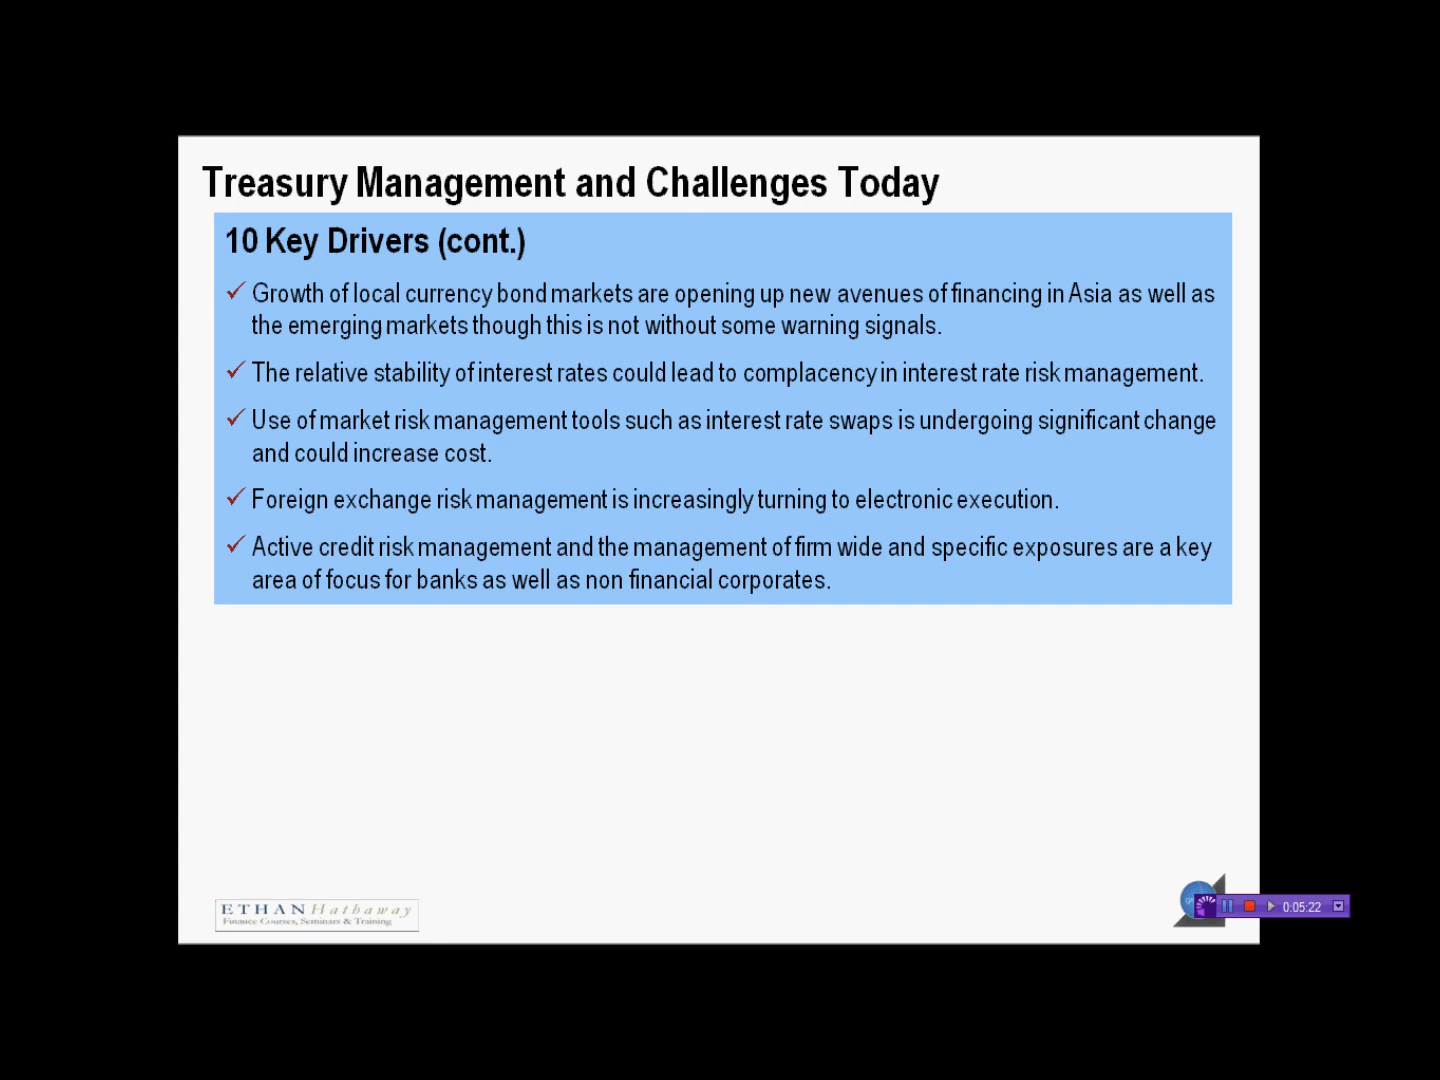 Treasury Management and Challenges Today
10 Key Drivers (cont.)
✓ Growth of local currency bond markets are opening up new avenues of financing in Asia as well as
the emerging markets though this is not without some warning signals.
✓ The relative stability of interest rates could lead to complacency in interest rate risk management.
✓ Use of market risk management tools such as interest rate swaps is undergoing significant change
and could increase cost.
✓ Foreign exchange risk management is increasingly turning to electronic execution.
✓ Active credit risk management and the management of firm wide and specific exposures are a key
area of focus for banks as well as non financial corporates.
ETHAN Hathaway
Finance Courses, Seminars & Training
0:05:22